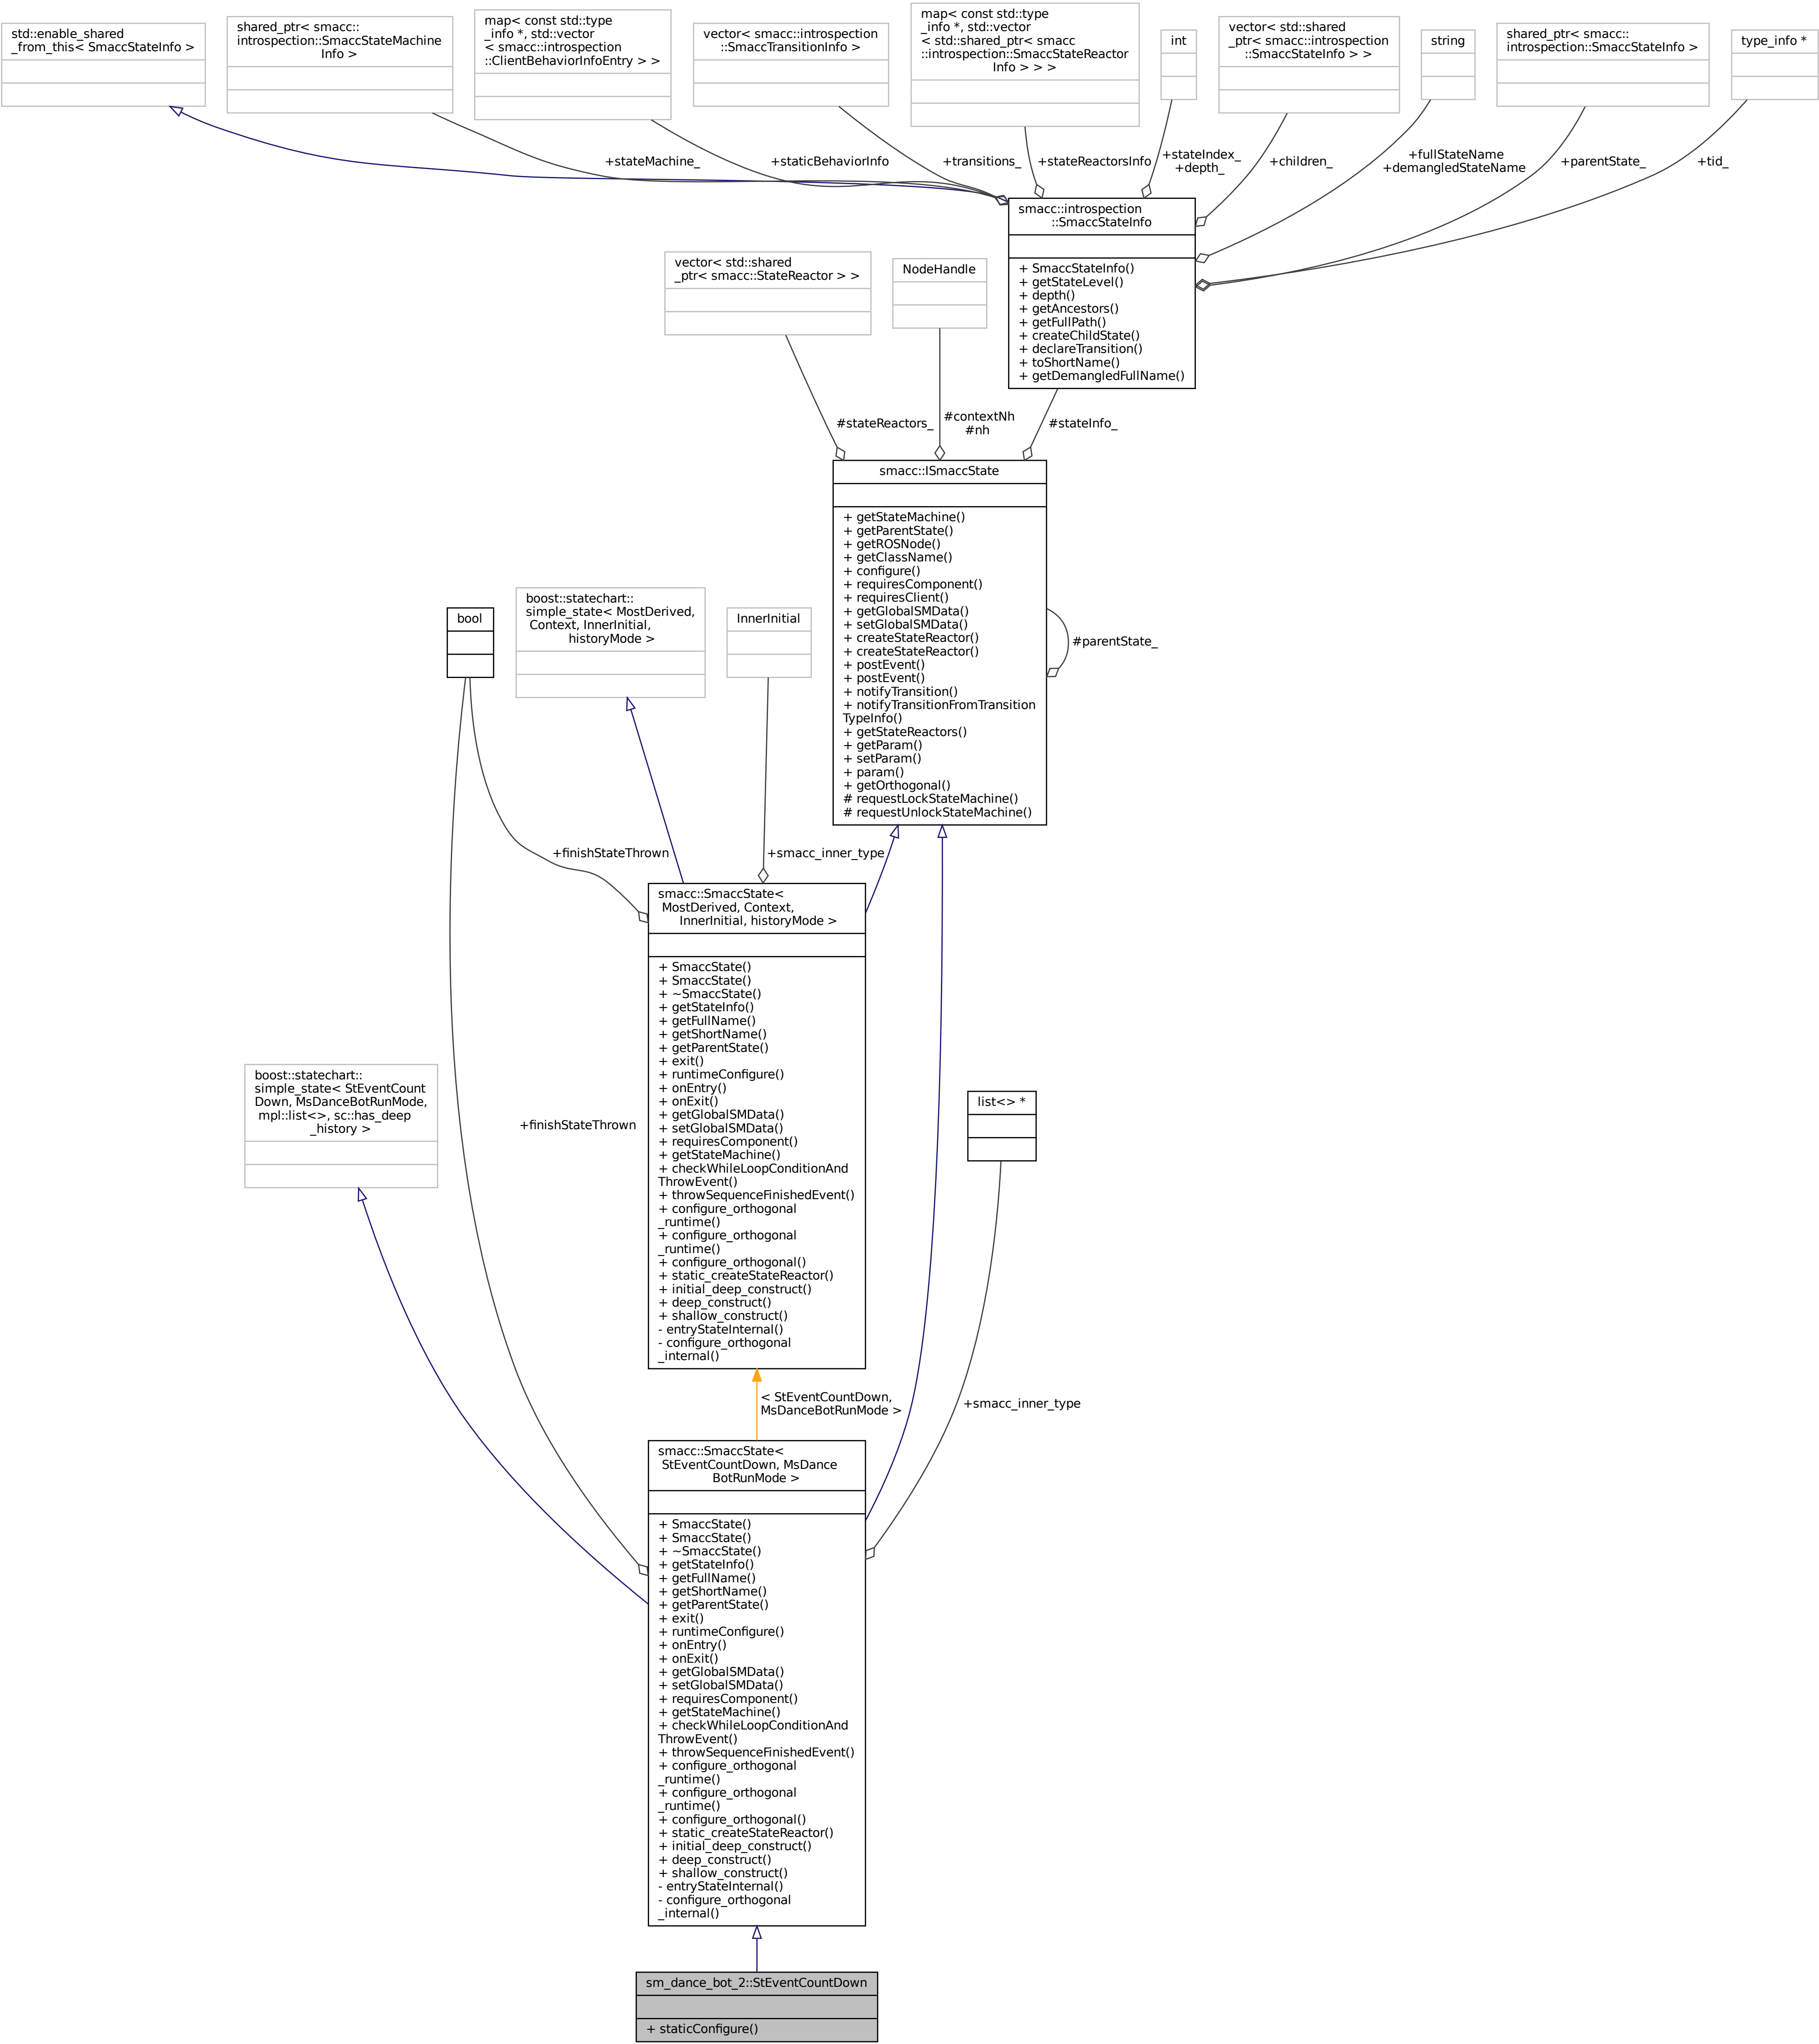 std::enable_shared
_from_this< SmaccStateInfo >
shared_ptr< smacc::
introspection::SmaccStateMachine
Info >
map< const std::type
_info *, std::vector
< smacc::introspection
::ClientBehaviorInfoEntry > >
vector< smacc::introspection
::SmaccTransitionInfo >
map< const std::type
_info *, std::vector
< std::shared_ptr< smacc
::introspection::SmaccStateReactor
Info > > >
int
vector< std::shared
_ptr< smacc::introspection
::SmaccStateInfo > >
string
shared_ptr< smacc::
introspection::SmaccStateInfo >
type_info *
+stateMachine_
+staticBehaviorInfo
+transitions_
+stateReactorsInfo
+stateIndex_
+depth_
+children_
+fullStateName
+demangledStateName
+parentState_
+tid_
smacc::introspection
::SmaccStateInfo
+ SmaccStateInfo()
+ getStateLevel()
+ depth()
+ getAncestors()
+ getFullPath()
+ createChildState()
+ declareTransition()
+ toShortName()
+ getDemangledFullName()
vector< std::shared
_ptr< smacc::StateReactor > >
NodeHandle
#stateReactors_
#contextNh
#nh
#stateInfo_
smacc::ISmaccState
+ getStateMachine()
+ getParentState()
+ getROSNode()
+ getClassName()
+ configure()
+ requiresComponent()
+ requiresClient()
+ getGlobalSMData()
+ setGlobalSMData()
+ createStateReactor()
+ createStateReactor()
+ postEvent()
+ postEvent()
+ notifyTransition()
+ notifyTransitionFromTransition
TypeInfo()
+ getStateReactors()
+ getParam()
+ setParam()
+ param()
+ getOrthogonal()
# requestLockStateMachine()
# requestUnlockStateMachine()
#parentState_
bool
boost::statechart::
simple_state< MostDerived,
Context, InnerInitial,
historyMode >
InnerInitial
+finishStateThrown
+smacc_inner_type
smacc::SmaccState<
MostDerived, Context,
InnerInitial, historyMode >
+ SmaccState()
+ SmaccState()
+ ~SmaccState()
+ getStateInfo()
+ getFullName()
+ getShortName()
+ getParentState()
+ exit()
+ runtimeConfigure()
+ onEntry()
+ onExit()
+ getGlobalSMData()
+ setGlobalSMData()
+ requiresComponent()
+ getStateMachine()
+ checkWhileLoopConditionAnd
ThrowEvent()
+ throwSequenceFinishedEvent()
+ configure_orthogonal
_runtime()
+ configure_orthogonal
_runtime()
+ configure_orthogonal()
+ static_createStateReactor()
+ initial_deep_construct()
+ deep_construct()
+ shallow_construct()
- entryStateInternal()
- configure_orthogonal
_internal()
boost::statechart::
simple_state< StEventCount
Down, MsDanceBotRunMode,
mpl::list<>, sc::has_deep
_history >
+finishStateThrown
list<> *
< StEventCountDown,
MsDanceBotRunMode >
+smacc_inner_type
smacc::SmaccState<
StEventCountDown, MsDance
BotRunMode >
+ SmaccState()
+ SmaccState()
+ ~SmaccState()
+ getStateInfo()
+ getFullName()
+ getShortName()
+ getParentState()
+ exit()
+ runtimeConfigure()
+ onEntry()
+ onExit()
+ getGlobalSMData()
+ setGlobalSMData()
+ requiresComponent()
+ getStateMachine()
+ checkWhileLoopConditionAnd
ThrowEvent()
+ throwSequenceFinishedEvent()
+ configure_orthogonal
_runtime()
+ configure_orthogonal
_runtime()
+ configure_orthogonal()
+ static_createStateReactor()
+ initial_deep_construct()
+ deep_construct()
+ shallow_construct()
- entryStateInternal()
- configure_orthogonal
_internal()
sm_dance_bot_2::StEventCountDown
+ staticConfigure()